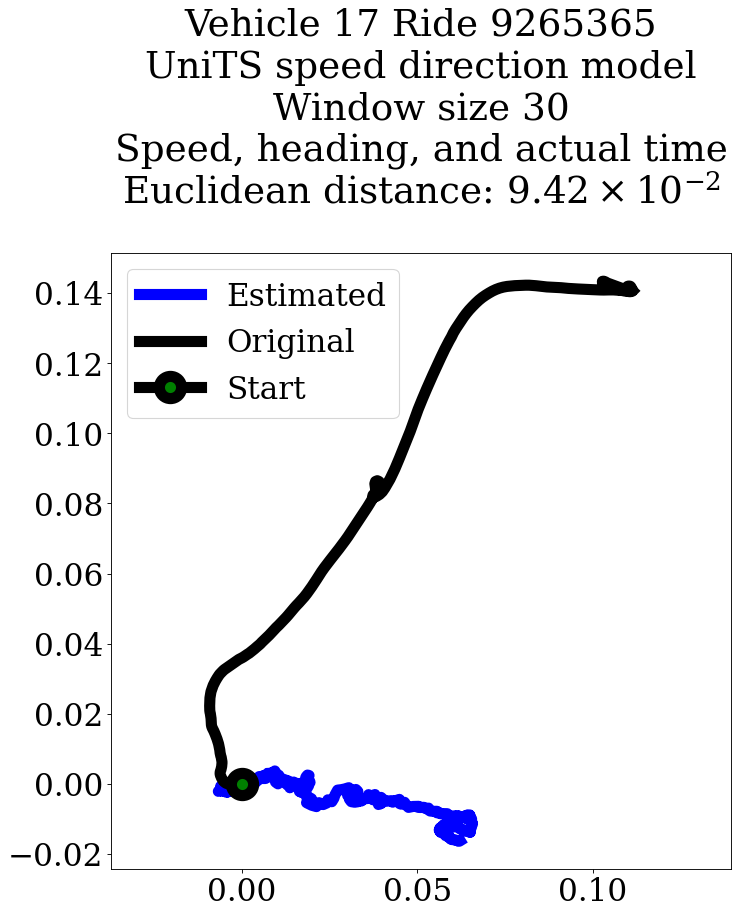 Vehicle 17 Ride 9265365
UniTS speed direction model
Window size 30
Speed, heading, and actual time
Euclidean distance: 9.42 × 10⁻²
Estimated
Original
Start
0.14
0.12
0.10
0.08
0.06
0.04
0.02
0.00
−0.02
0.00 0.05 0.10